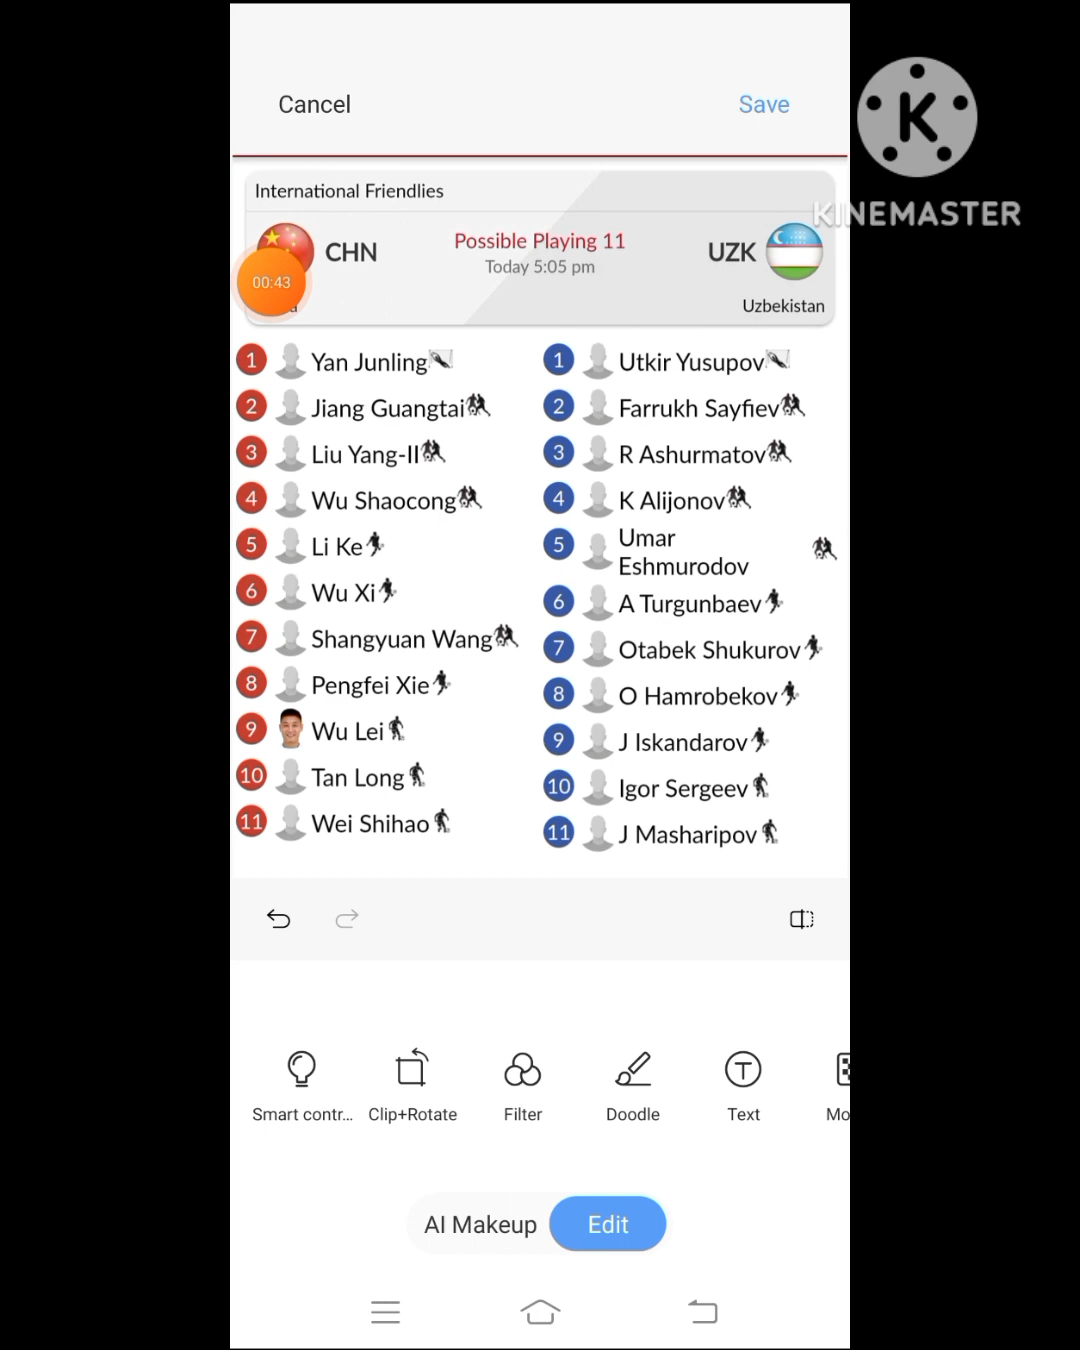 Cancel
Save
K
KINEMASTER
International Friendlies
CHN
Possible Playing 11
UZK
Today 5:05 pm
00:43
a
Uzbekistan
1 Yan Junling
2 Jiang Guangtai
3 Liu Yang-II
4 Wu Shaocong
5 Li Ke
6 Wu Xi
7 Shangyuan Wang
8 Pengfei Xie
9 Wu Lei
10 Tan Long
11 Wei Shihao
1 Utkir Yusupov
2 Farrukh Sayfiev
3 R Ashurmatov
4 K Alijonov
5 Umar
Eshmurodov
6 A Turgunbaev
7 Otabek Shukurov
8 O Hamrobekov
9 J Iskandarov
10 Igor Sergeev
11 J Masharipov
Smart contr...
Clip+Rotate
Filter
Doodle
T
Text
Mo
AI Makeup
Edit